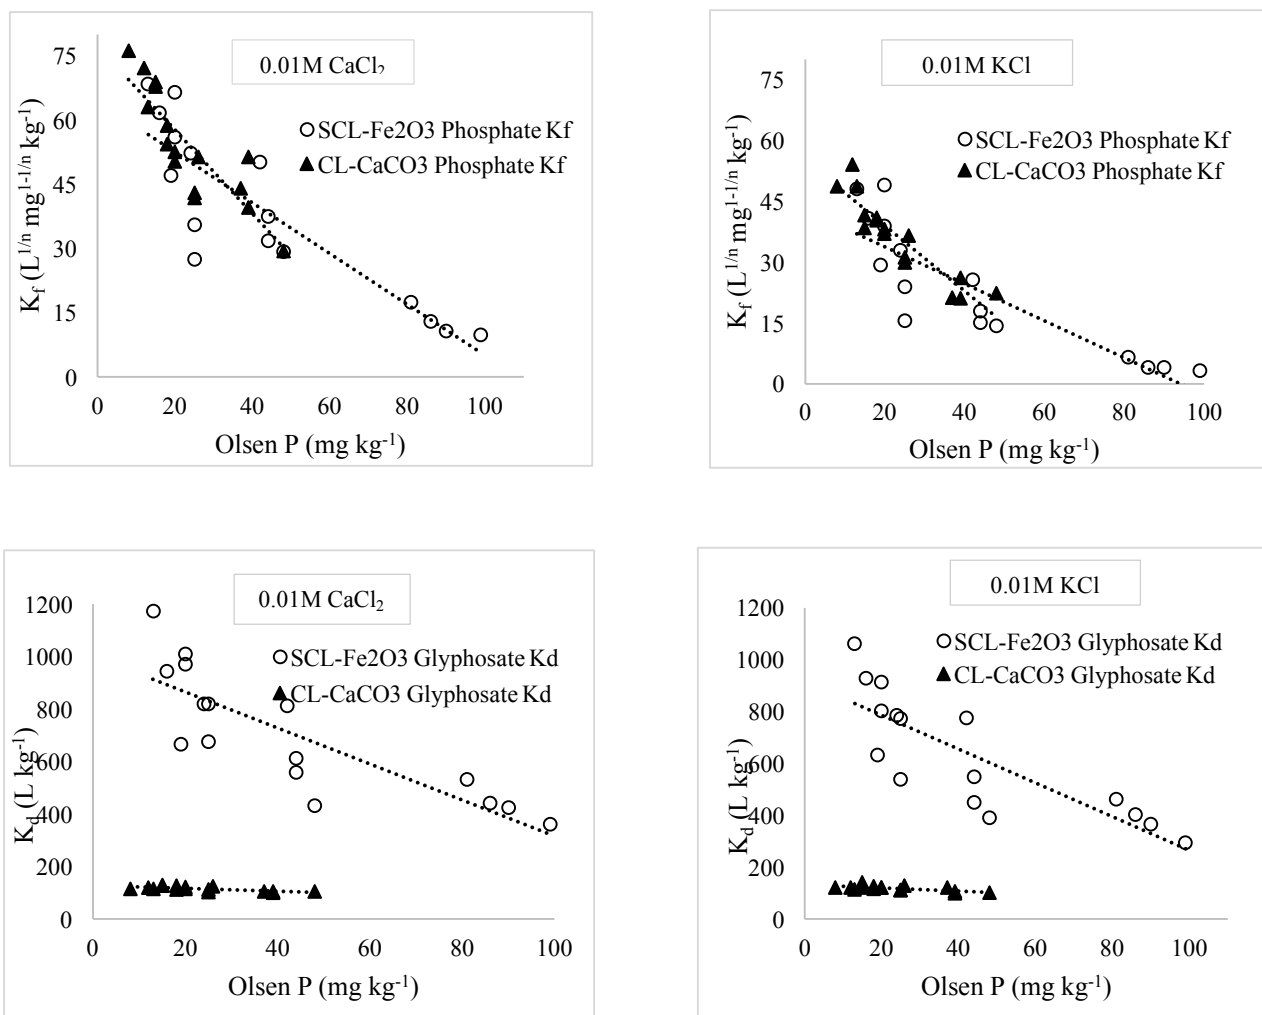 0.01M CaCl₂
75
60
45
30
15
0
Kf (L1/n mg1-1/n kg-1)
SCL-Fe2O3 Phosphate Kf
CL-CaCO3 Phosphate Kf
0 20 40 60 80 100
Olsen P (mg kg-1)
0.01M KCl
75
60
45
30
15
0
Kf (L1/n mg1-1/n kg-1)
SCL-Fe2O3 Phosphate Kf
CL-CaCO3 Phosphate Kf
0 20 40 60 80 100
Olsen P (mg kg-1)
0.01M CaCl₂
1200
1000
800
600
400
200
0
Kd (L kg-1)
SCL-Fe2O3 Glyphosate Kd
CL-CaCO3 Glyphosate Kd
0 20 40 60 80 100
Olsen P (mg kg-1)
0.01M KCl
1200
1000
800
600
400
200
0
Kd (L kg-1)
SCL-Fe2O3 Glyphosate Kd
CL-CaCO3 Glyphosate Kd
0 20 40 60 80 100
Olsen P (mg kg-1)